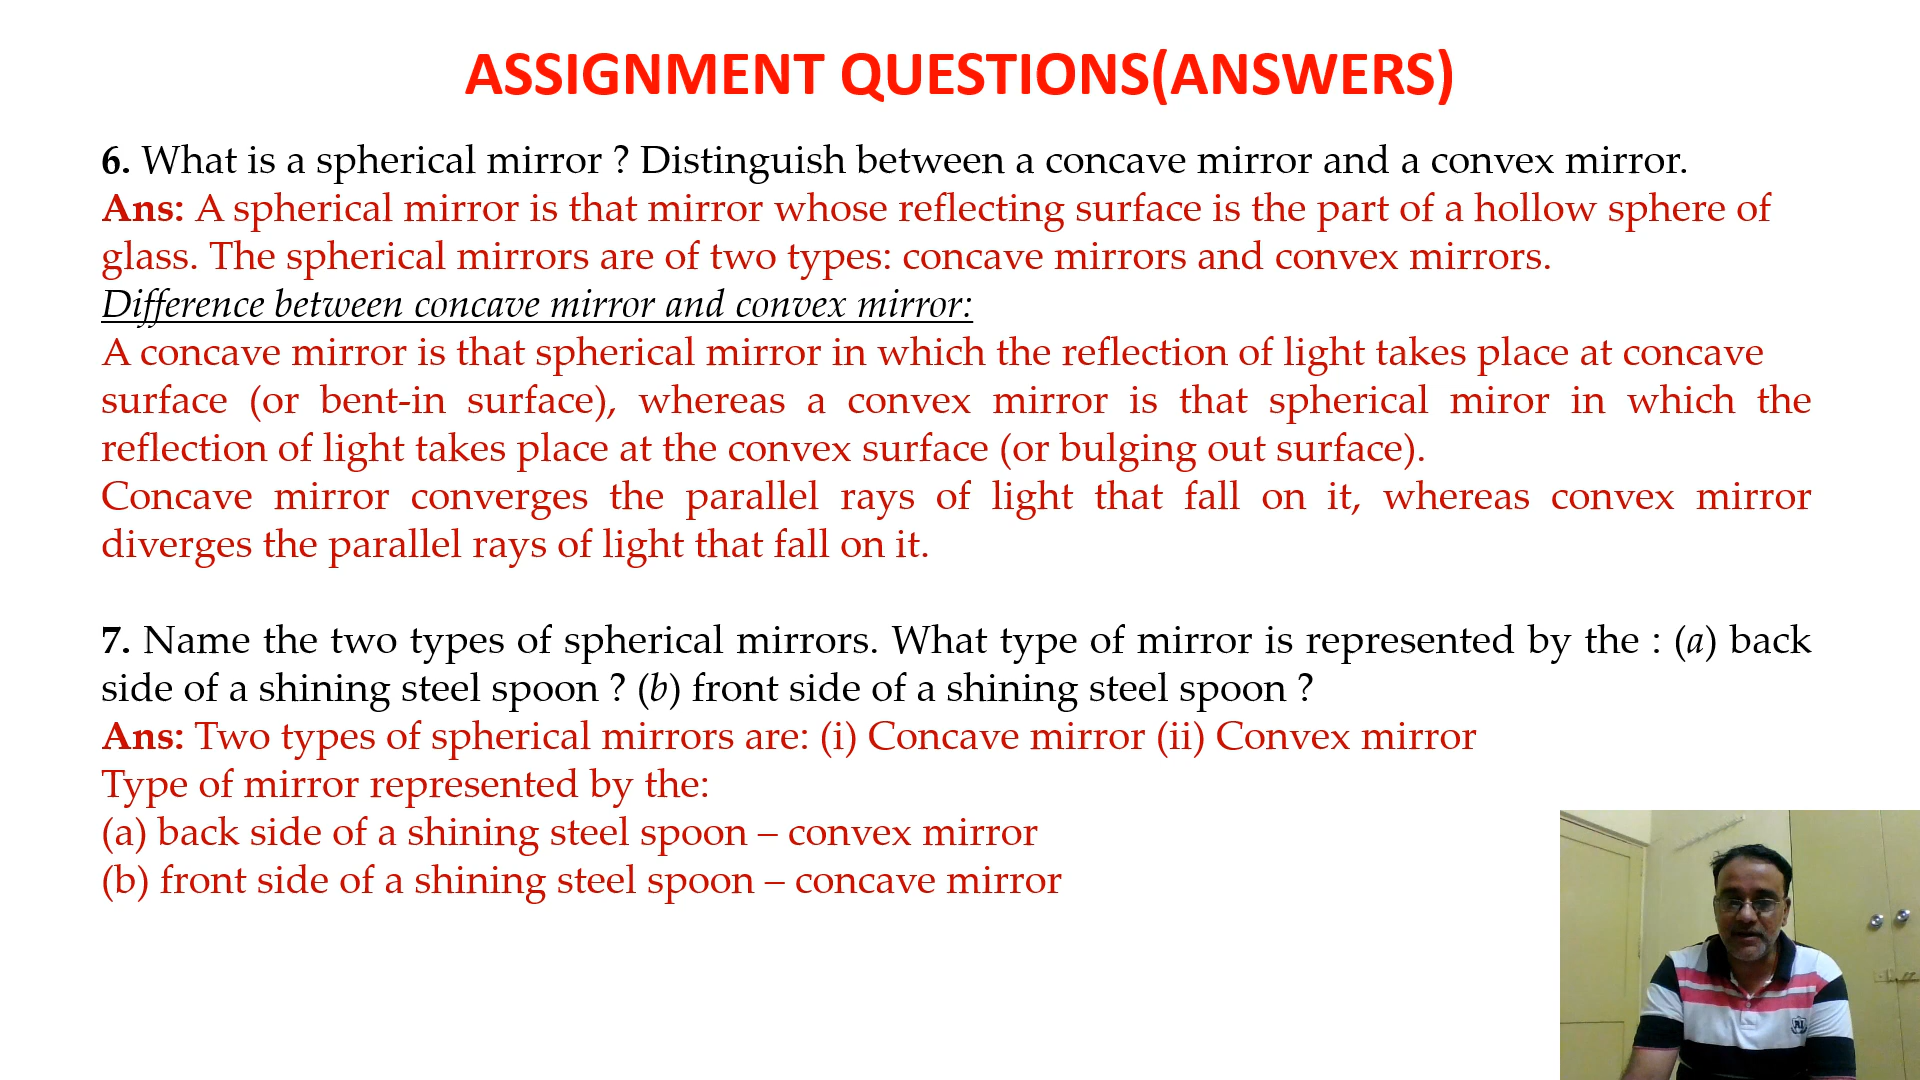 ASSIGNMENT QUESTIONS(ANSWERS)
6. What is a spherical mirror ? Distinguish between a concave mirror and a convex mirror.
Ans: A spherical mirror is that mirror whose reflecting surface is the part of a hollow sphere of
glass. The spherical mirrors are of two types: concave mirrors and convex mirrors.
Difference between concave mirror and convex mirror:
A concave mirror is that spherical mirror in which the reflection of light takes place at concave
surface (or bent-in surface), whereas a convex mirror is that spherical miror in which the
reflection of light takes place at the convex surface (or bulging out surface).
Concave mirror converges the parallel rays of light that fall on it, whereas convex mirror
diverges the parallel rays of light that fall on it.
7. Name the two types of spherical mirrors. What type of mirror is represented by the : (a) back
side of a shining steel spoon ? (b) front side of a shining steel spoon ?
Ans: Two types of spherical mirrors are: (i) Concave mirror (ii) Convex mirror
Type of mirror represented by the:
(a) back side of a shining steel spoon – convex mirror
(b) front side of a shining steel spoon – concave mirror